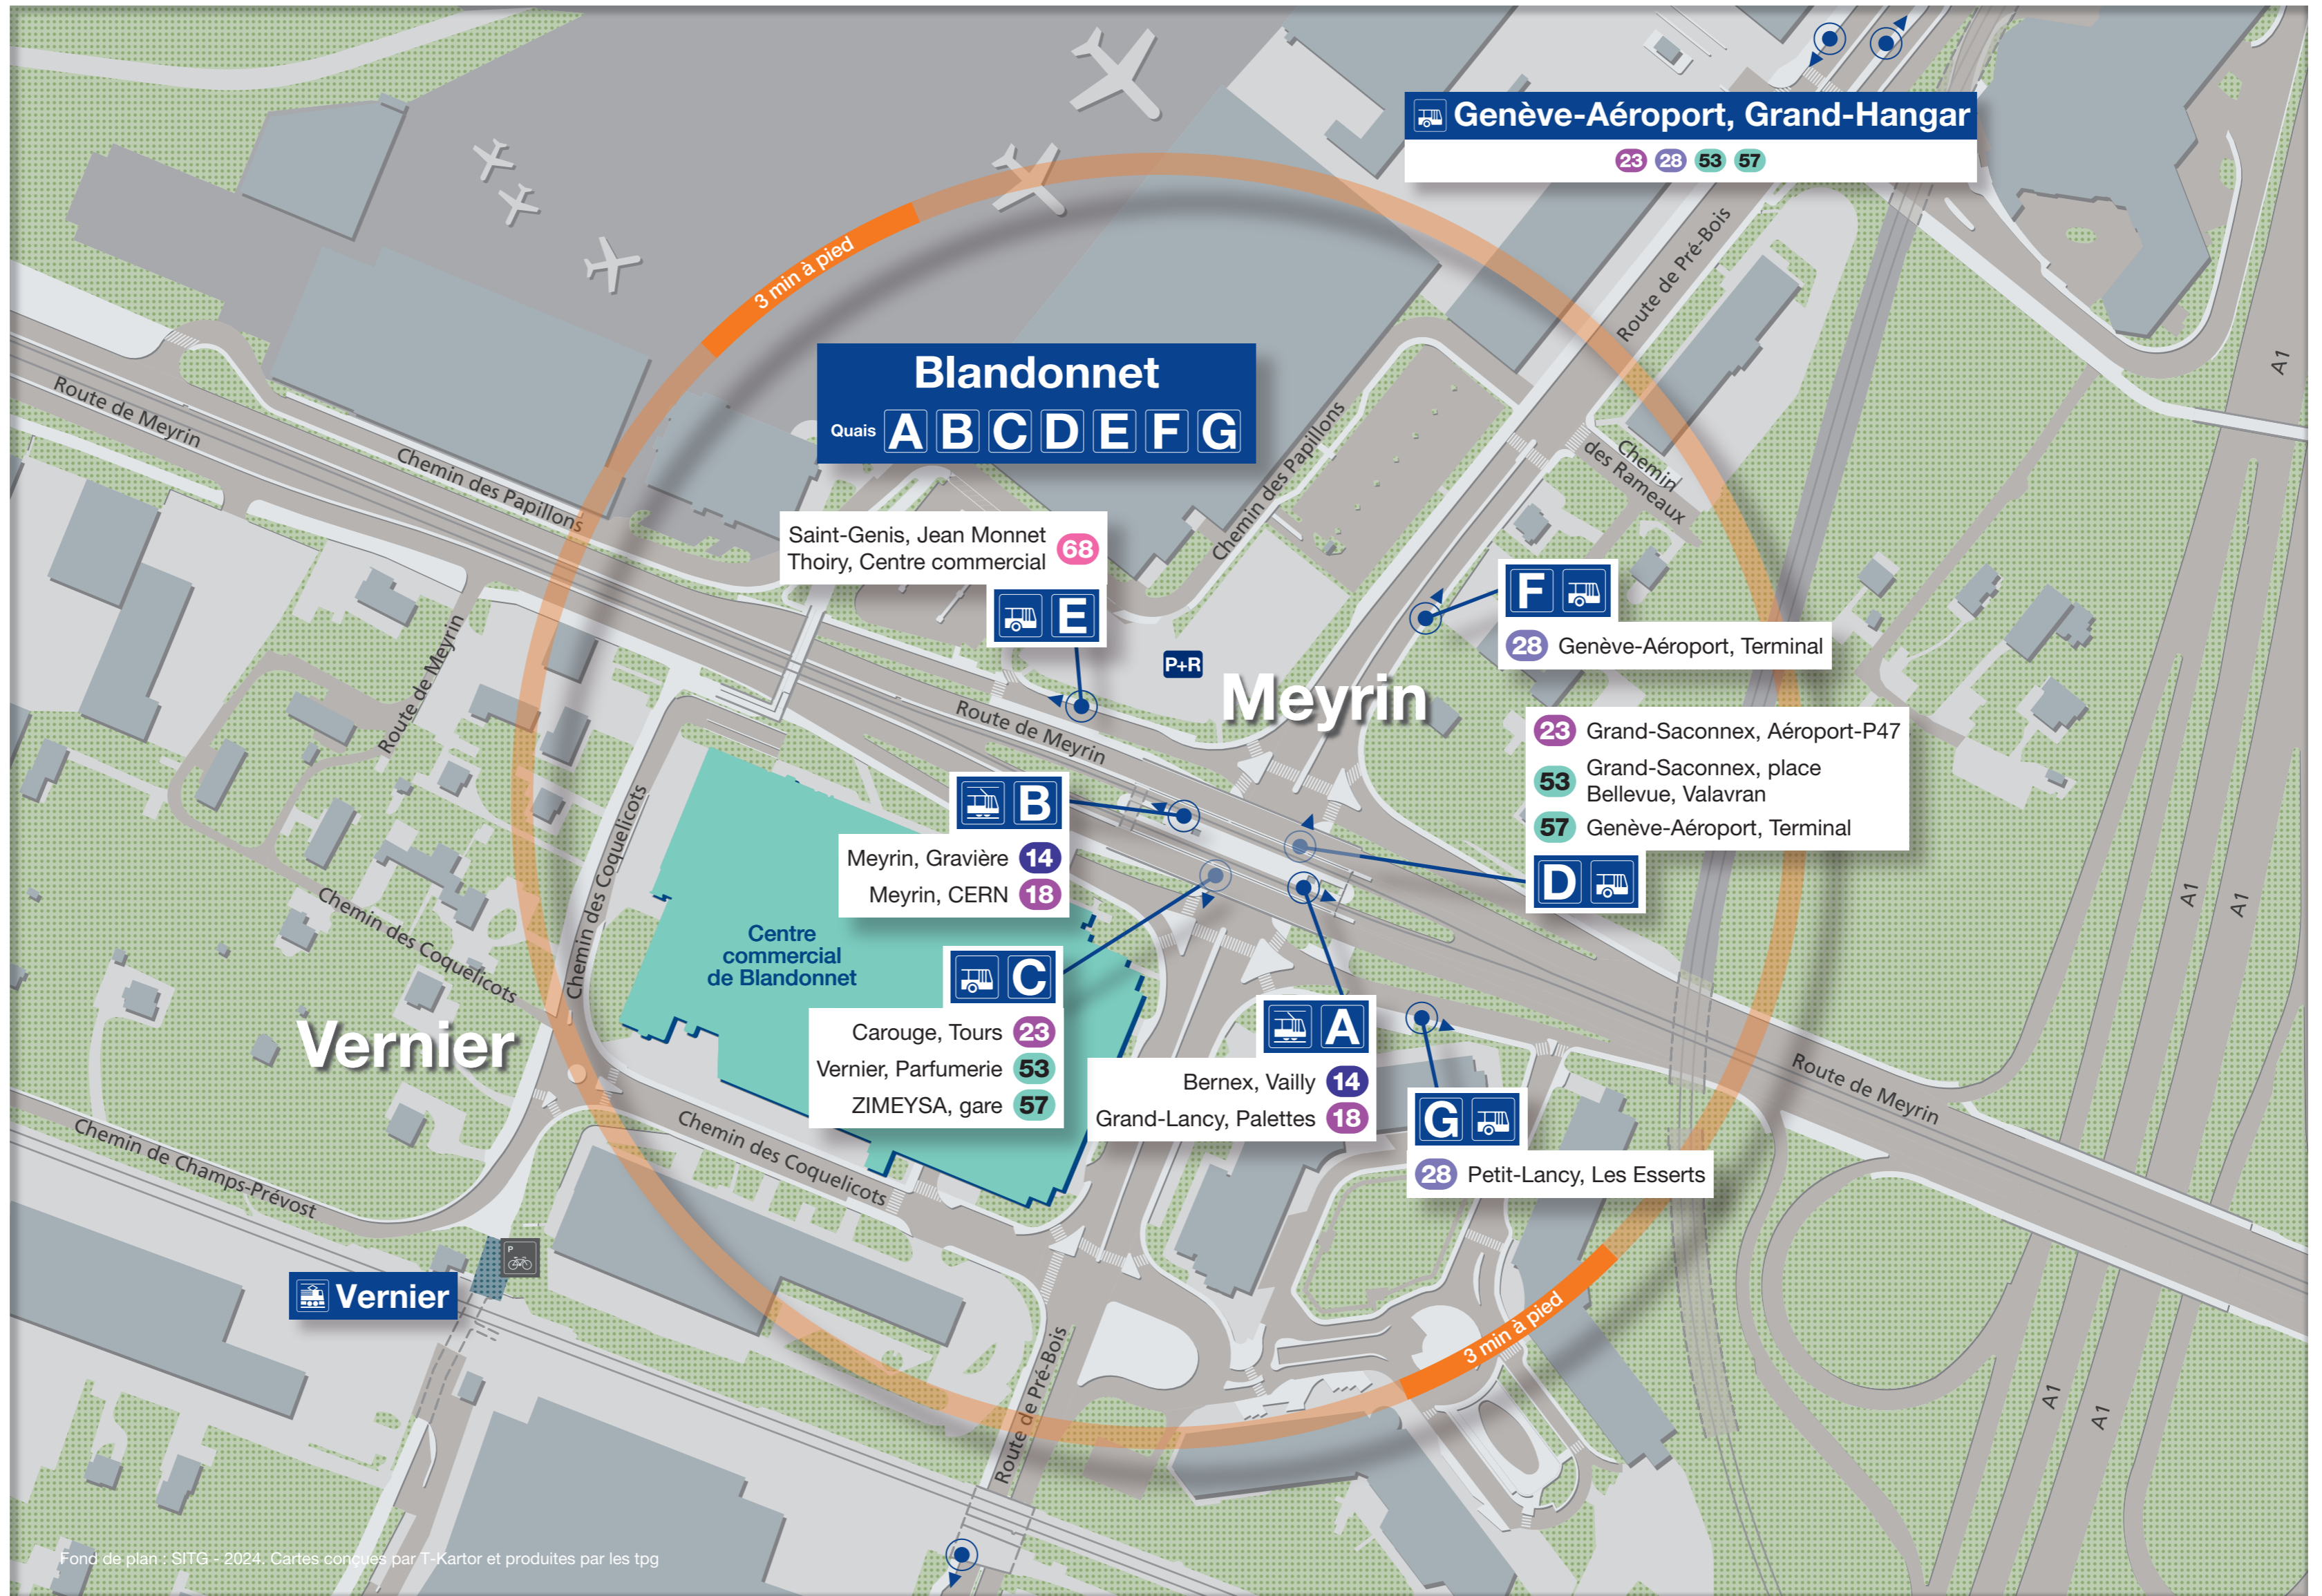 Genève-Aéroport, Grand-Hangar
23 28 53 57
Route de Pré-Bois
3 min à pied
A1
Blandonnet
Quais A B C D E F G
Route de Meyrin
Chemin des Papillons
Chemin des Papillons
Chemin
des Rameaux
Saint-Genis, Jean Monnet
Thoiry, Centre commercial
68
E
F
28 Genève-Aéroport, Terminal
P+R
Meyrin
Route de Meyrin
Route de Meyrin
23 Grand-Saconnex, Aéroport-P47
53 Grand-Saconnex, place
Bellevue, Valavran
57 Genève-Aéroport, Terminal
D
B
Meyrin, Gravière 14
Meyrin, CERN 18
Chemin des Coquelicots
Chemin des Coquelicots
Centre
commercial
de Blandonnet
A1
A1
C
Carouge, Tours 23
Vernier, Parfumerie 53
ZIMEYSA, gare 57
A
Bernex, Vailly 14
Grand-Lancy, Palettes 18
G
28 Petit-Lancy, Les Esserts
Vernier
Route de Meyrin
Chemin de Champs-Prévost
Chemin des Coquelicots
P
Vernier
3 min à pied
Route de Pré-Bois
A1
A1
Fond de plan : SITG - 2024. Cartes conçues par T-Kartor et produites par les tpg